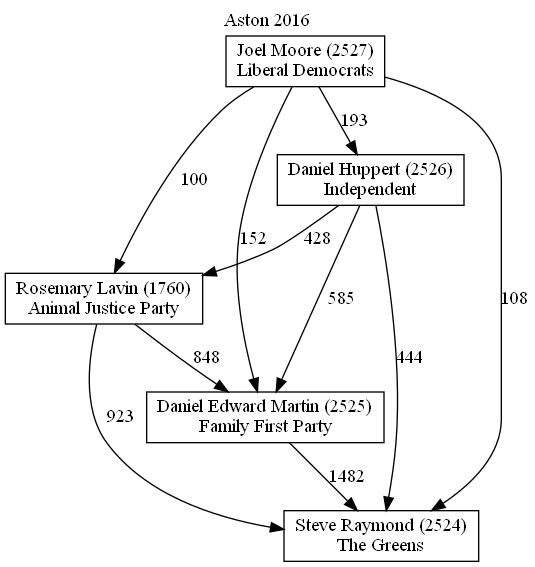 Aston 2016
Joel Moore (2527)
Liberal Democrats
193
Daniel Huppert (2526)
Independent
100
152
428
585
108
Rosemary Lavin (1760)
Animal Justice Party
848
444
923
Daniel Edward Martin (2525)
Family First Party
1482
Steve Raymond (2524)
The Greens